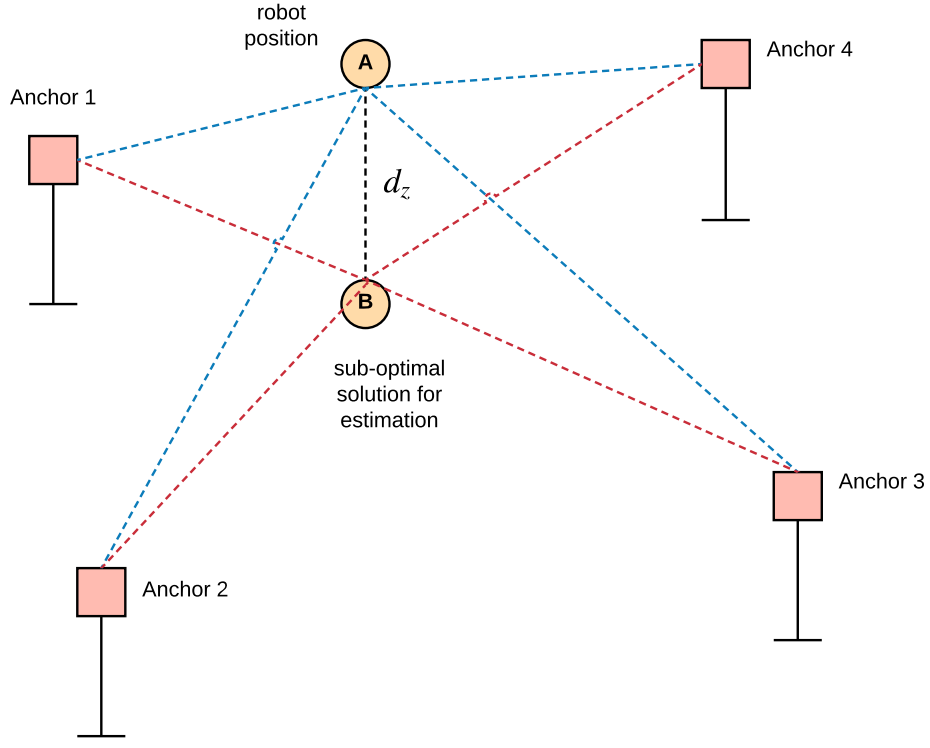 robot
position
A
Anchor 4
Anchor 1
d_z
B
sub-optimal
solution for
estimation
Anchor 3
Anchor 2